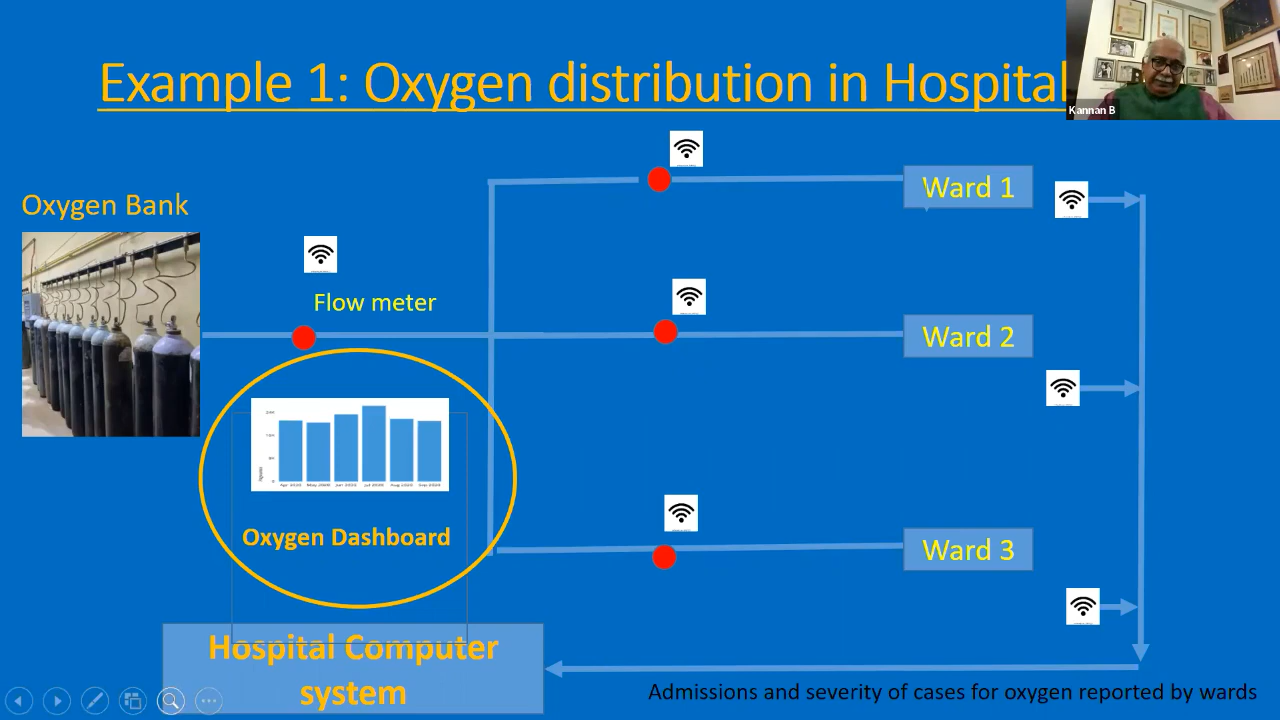 Example 1: Oxygen distribution in Hospital
Kannan B
Oxygen Bank
Flow meter
Ward 1
Ward 2
Ward 3
Oxygen Dashboard
Hospital Computer
system
Admissions and severity of cases for oxygen reported by wards